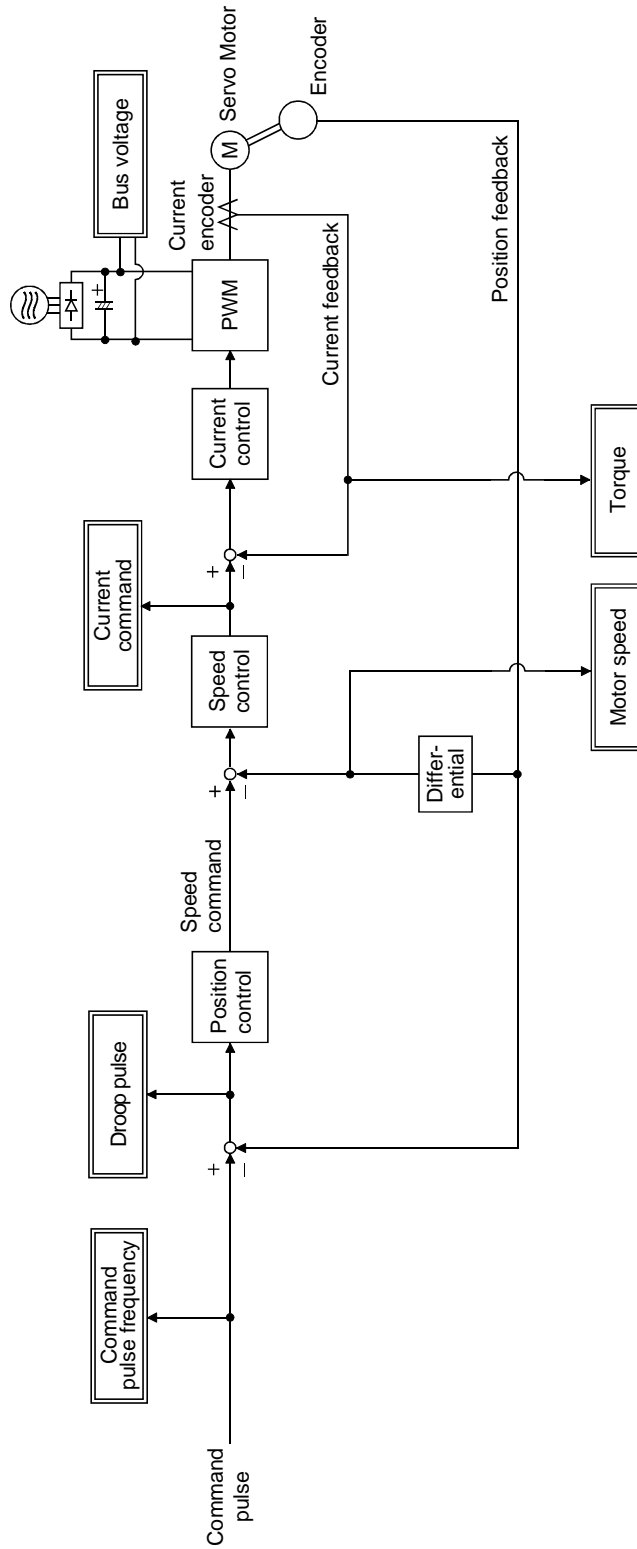 Command
pulse
Command
pulse frequency
Droop pulse
+
−
Position
control
Speed
command
+
−
Speed
control
Current
command
+
−
Current
control
PWM
+
Bus voltage
Current
encoder
M
Servo Motor
Encoder
Current feedback
Position feedback
Differ-
ential
Motor speed
Torque